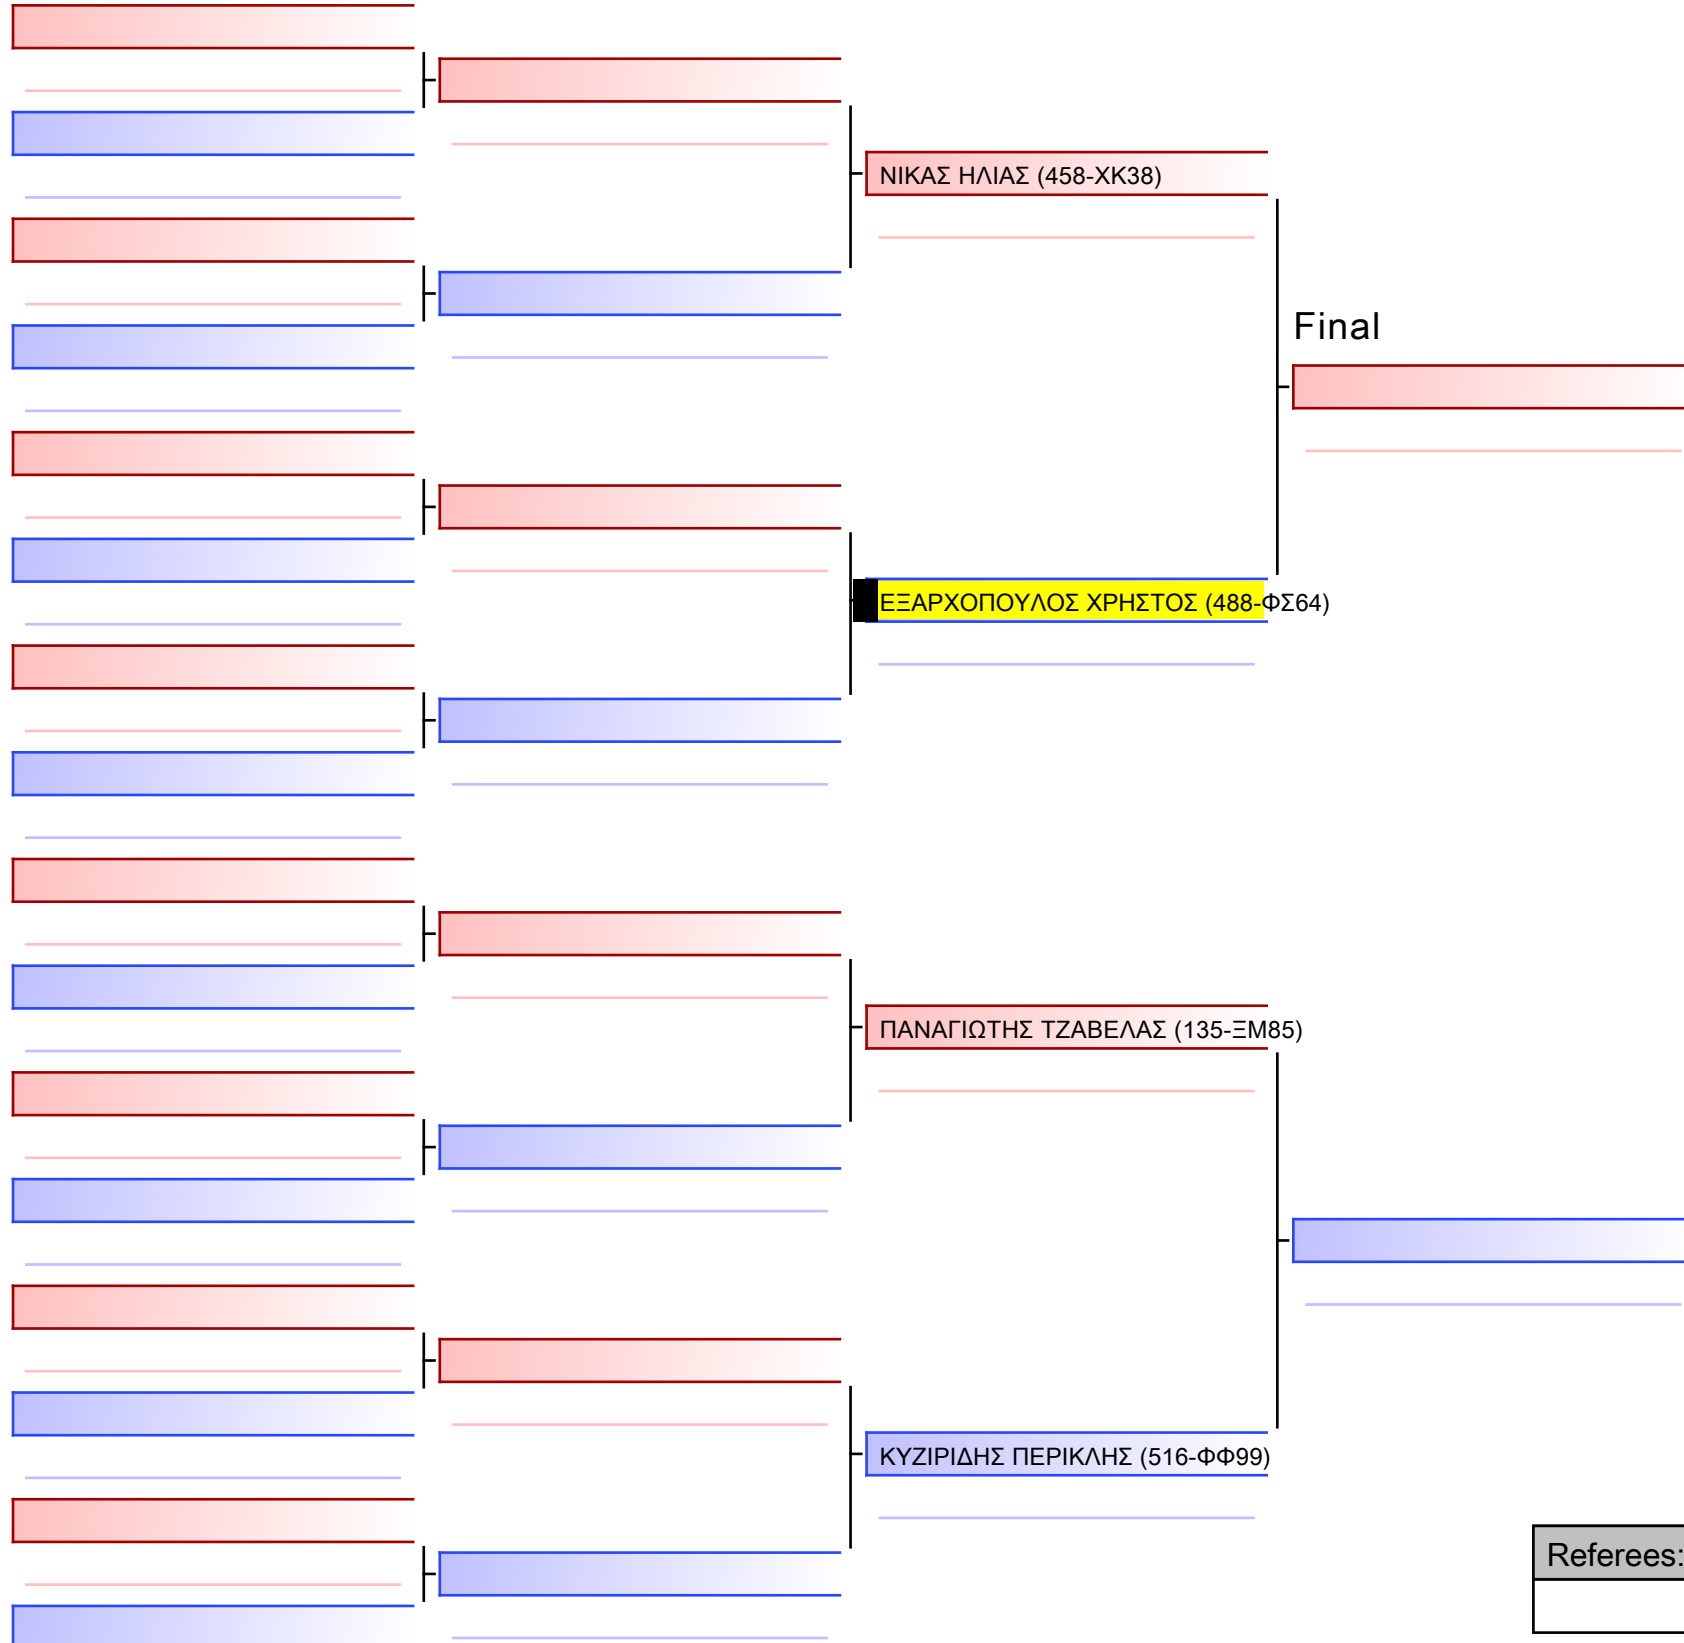 ΝΙΚΑΣ ΗΛΙΑΣ (458-ΧΚ38)
Final
ΕΞΑΡΧΟΠΟΥΛΟΣ ΧΡΗΣΤΟΣ (488-ΦΣ64)
ΠΑΝΑΓΙΩΤΗΣ ΤΖΑΒΕΛΑΣ (135-ΞΜ85)
ΚΥΖΙΡΙΔΗΣ ΠΕΡΙΚΛΗΣ (516-ΦΦ99)
Referees: